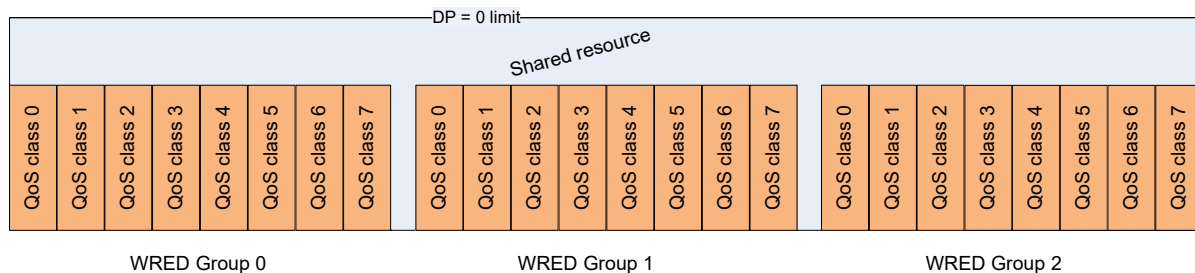 DP = 0 limit
Shared resource
QoS class 0
QoS class 1
QoS class 2
QoS class 3
QoS class 4
QoS class 5
QoS class 6
QoS class 7
QoS class 0
QoS class 1
QoS class 2
QoS class 3
QoS class 4
QoS class 5
QoS class 6
QoS class 7
QoS class 0
QoS class 1
QoS class 2
QoS class 3
QoS class 4
QoS class 5
QoS class 6
QoS class 7
WRED Group 0
WRED Group 1
WRED Group 2